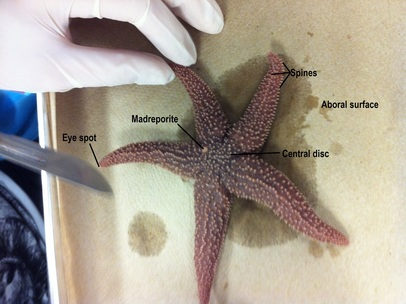 Spines
Aboral surface
Madreporite
Eye spot
Central disc